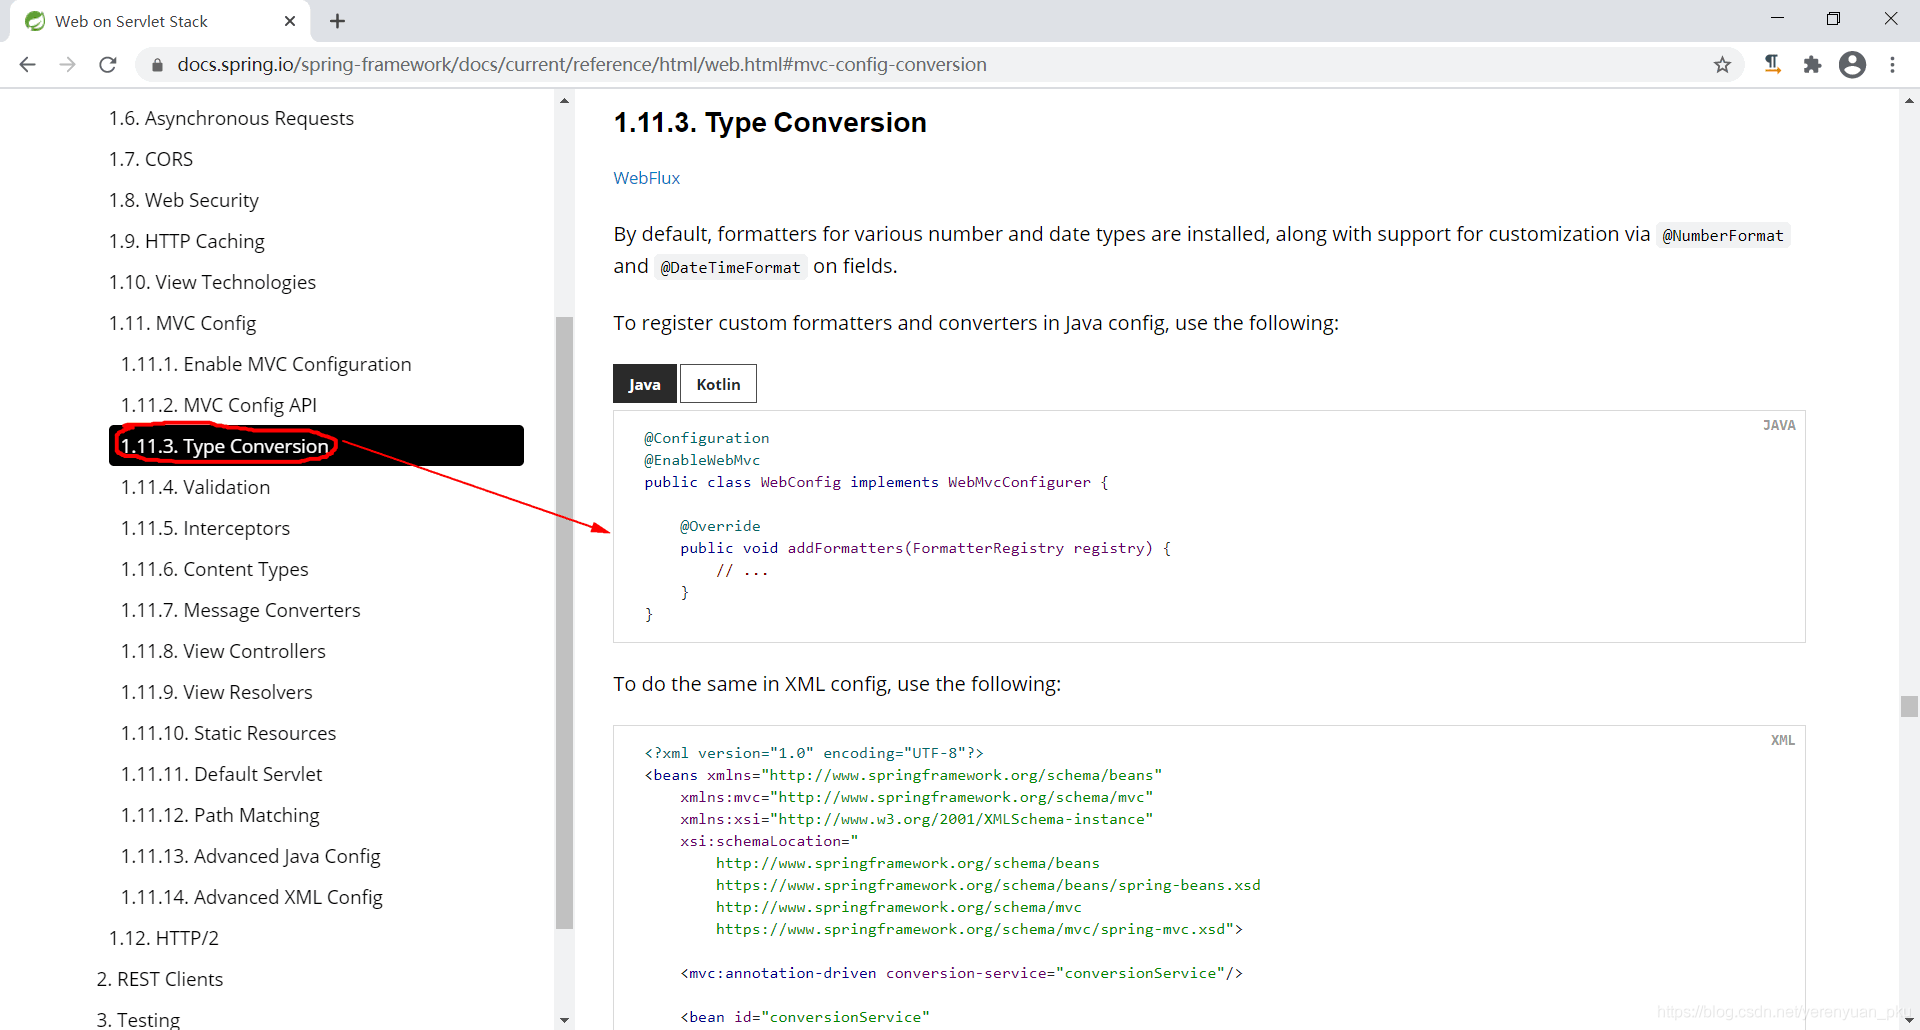 Web on Servlet Stack
docs.spring.io/spring-framework/docs/current/reference/html/web.html#mvc-config-conversion
1.6. Asynchronous Requests
1.7. CORS
1.8. Web Security
1.9. HTTP Caching
1.10. View Technologies
1.11. MVC Config
1.11.1. Enable MVC Configuration
1.11.2. MVC Config API
1.11.3. Type Conversion
1.11.4. Validation
1.11.5. Interceptors
1.11.6. Content Types
1.11.7. Message Converters
1.11.8. View Controllers
1.11.9. View Resolvers
1.11.10. Static Resources
1.11.11. Default Servlet
1.11.12. Path Matching
1.11.13. Advanced Java Config
1.11.14. Advanced XML Config
1.12. HTTP/2
2. REST Clients
3. Testing
1.11.3. Type Conversion
WebFlux
By default, formatters for various number and date types are installed, along with support for customization via @NumberFormat
and @DateTimeFormat on fields.
To register custom formatters and converters in Java config, use the following:
Java Kotlin
JAVA
@Configuration
@EnableWebMvc
public class WebConfig implements WebMvcConfigurer {
@Override
public void addFormatters(FormatterRegistry registry) {
// ...
}
}
To do the same in XML config, use the following:
XML
<?xml version="1.0" encoding="UTF-8"?>
<beans xmlns="http://www.springframework.org/schema/beans"
xmlns:mvc="http://www.springframework.org/schema/mvc"
xmlns:xsi="http://www.w3.org/2001/XMLSchema-instance"
xsi:schemaLocation="
http://www.springframework.org/schema/beans
https://www.springframework.org/schema/beans/spring-beans.xsd
http://www.springframework.org/schema/mvc
https://www.springframework.org/schema/mvc/spring-mvc.xsd">
<mvc:annotation-driven conversion-service="conversionService"/>
<bean id="conversionService"
https://blog.csdn.net/yerenyuan_pku